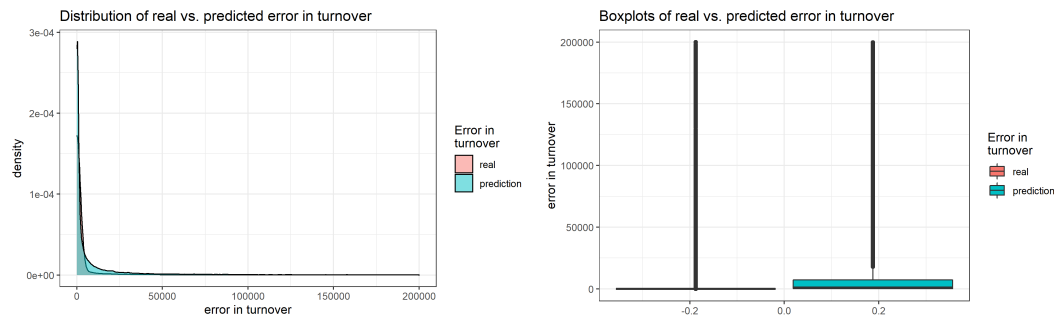 Distribution of real vs. predicted error in turnover
3e-04
2e-04
1e-04
0e+00
density
0
50000
100000
150000
200000
error in turnover
Error in
turnover
real
prediction
Boxplots of real vs. predicted error in turnover
200000
150000
100000
50000
0
error in turnover
-0.2
0.0
0.2
Error in
turnover
real
prediction